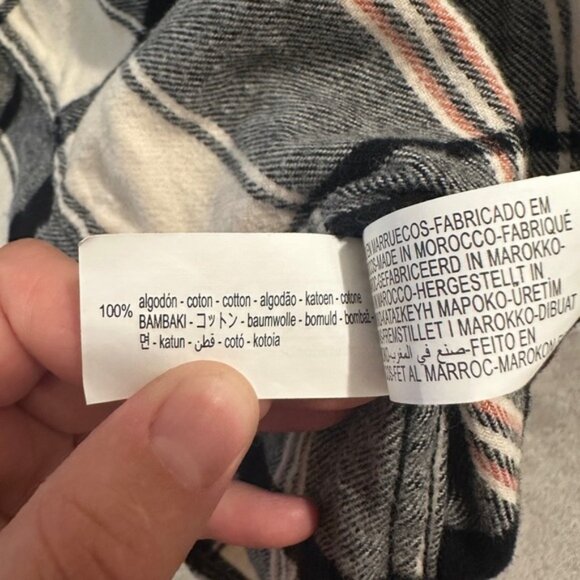 100%
algodón - coton - cotton - algodão - katoen - cotone
BAMBAKI - コットン - baumwolle - bomuld - bombaž -
면 - katun - قطن - cotó - kotoia
MARRUECOS-FABRICADO EM
MADE IN MOROCCO-FABRIQUÉ
GEFABRICEERD IN MAROKKO-
MAROCCO-HERGESTELLT IN
ΚΑΤΑΣΚΕΥΗ ΜΑΡΟΚΟ-ÜRETİM
FREMSTILLET I MAROKKO-DIBUAT
صنع في المغرب-FEITO EN
FET AL MARROC-MAROKON